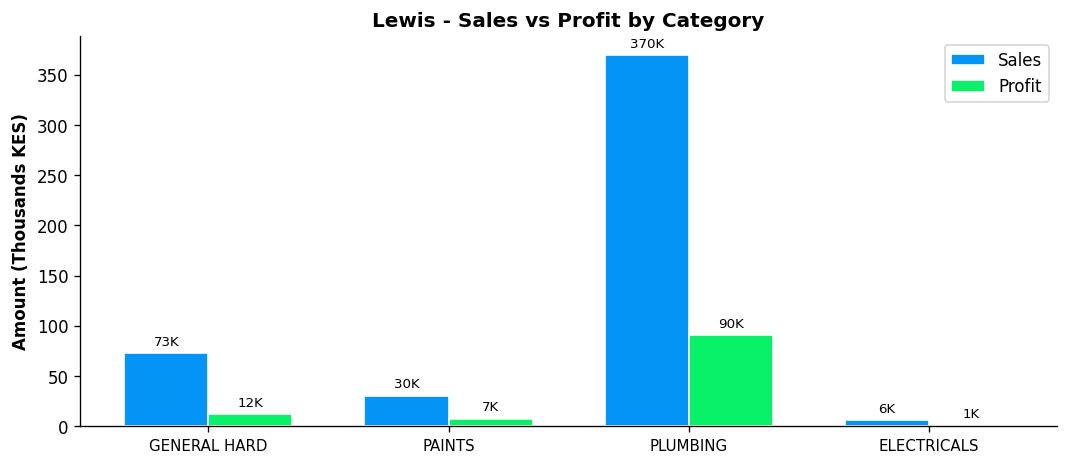 Lewis - Sales vs Profit by Category
Amount (Thousands KES)
350
300
250
200
150
100
50
0
370K
90K
73K
12K
30K
7K
6K
1K
Sales
Profit
GENERAL HARD
PAINTS
PLUMBING
ELECTRICALS